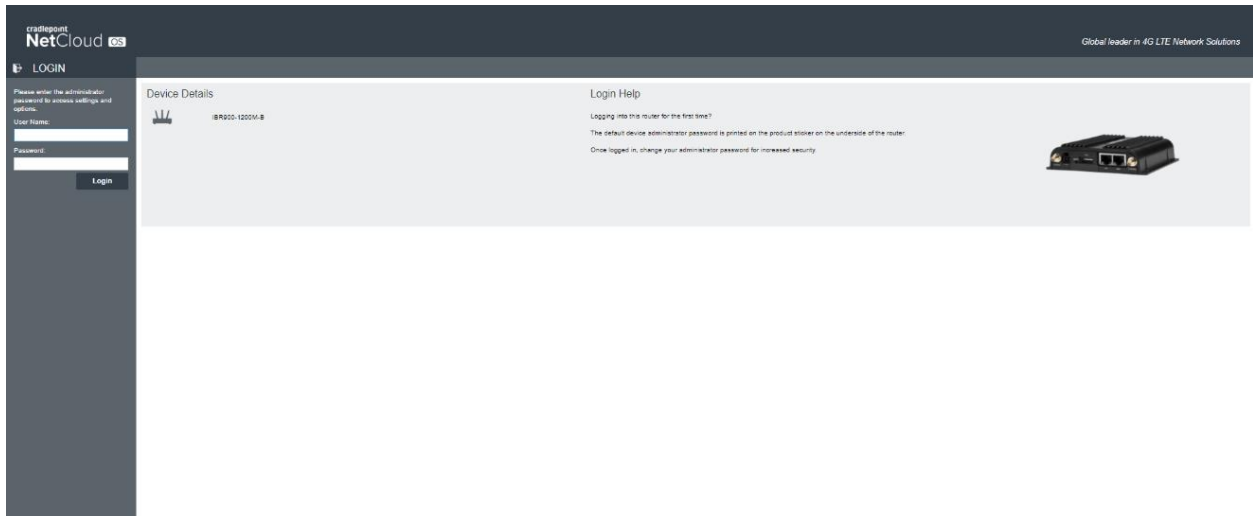 cradlepoint
NetCloud OS
Global leader in 4G LTE Network Solutions
LOGIN
Please enter the administrator
password to access settings and
options.
User Name:
Password:
Login
Device Details
IBR900-1200M-B
Login Help
Logging into this router for the first time?
The default device administrator password is printed on the product sticker on the underside of the router.
Once logged in, change your administrator password for increased security